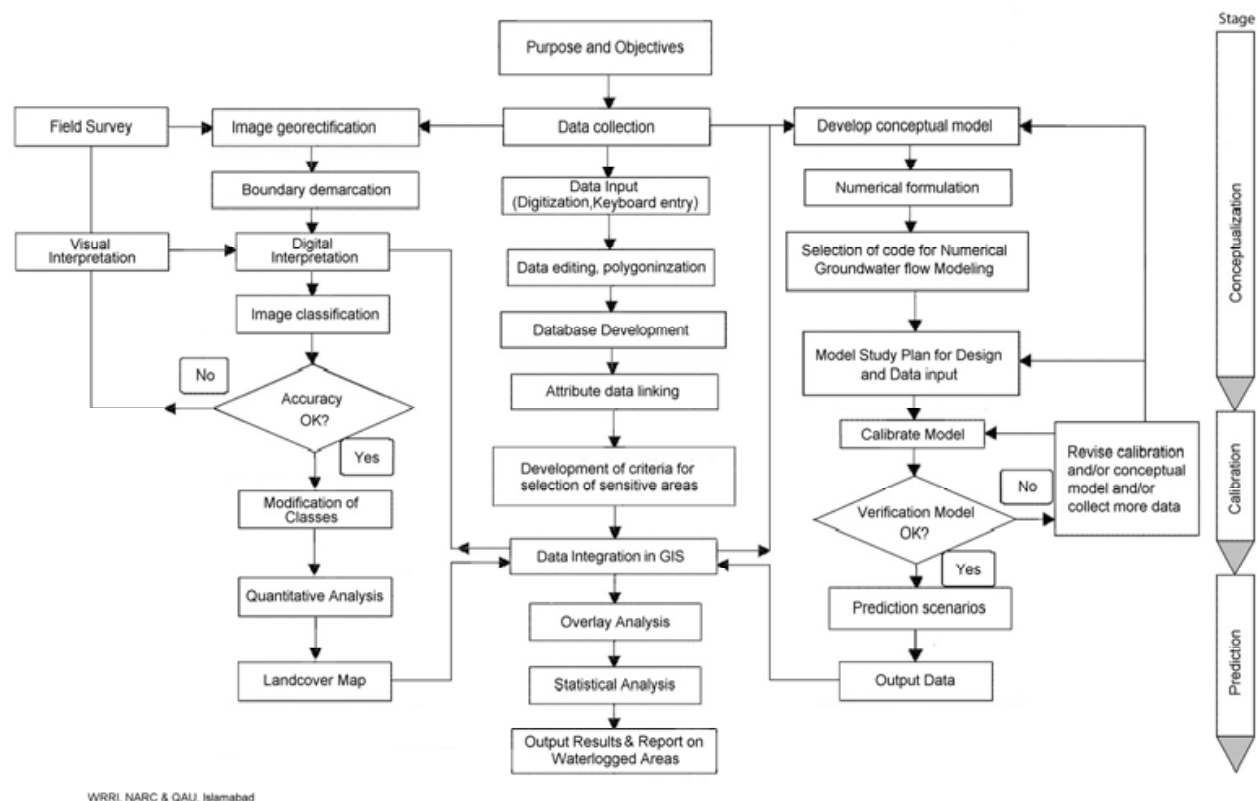 Stage
Purpose and Objectives
Field Survey
Image georectification
Data collection
Develop conceptual model
Boundary demarcation
Data Input
(Digitization,Keyboard entry)
Numerical formulation
Visual
Interpretation
Digital
Interpretation
Data editing, polygoninzation
Selection of code for Numerical
Groundwater flow Modeling
Conceptualization
Image classification
Database Development
Model Study Plan for Design
and Data input
No
Accuracy
OK?
Yes
Attribute data linking
Calibrate Model
Development of criteria for
selection of sensitive areas
Revise calibration
and/or conceptual
model and/or
collect more data
No
Calibration
Modification of
Classes
Verification Model
OK?
Yes
Data Integration in GIS
Quantitative Analysis
Prediction scenarios
Overlay Analysis
Prediction
Landcover Map
Statistical Analysis
Output Data
Output Results & Report on
Waterlogged Areas
WRRI, NARC & QAU, Islamabad